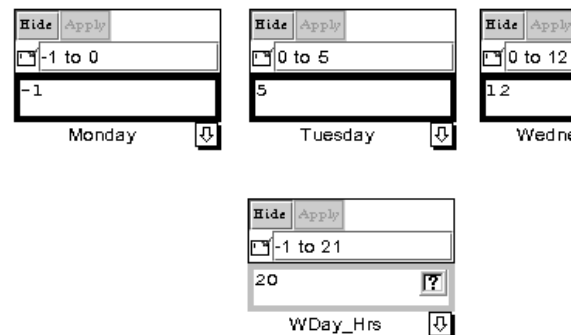 Hide Apply
-1 to 0
-1
Monday
Hide Apply
0 to 5
5
Tuesday
Hide Apply
0 to 12
12
Wedne
Hide Apply
-1 to 21
20 ?
WDay_Hrs